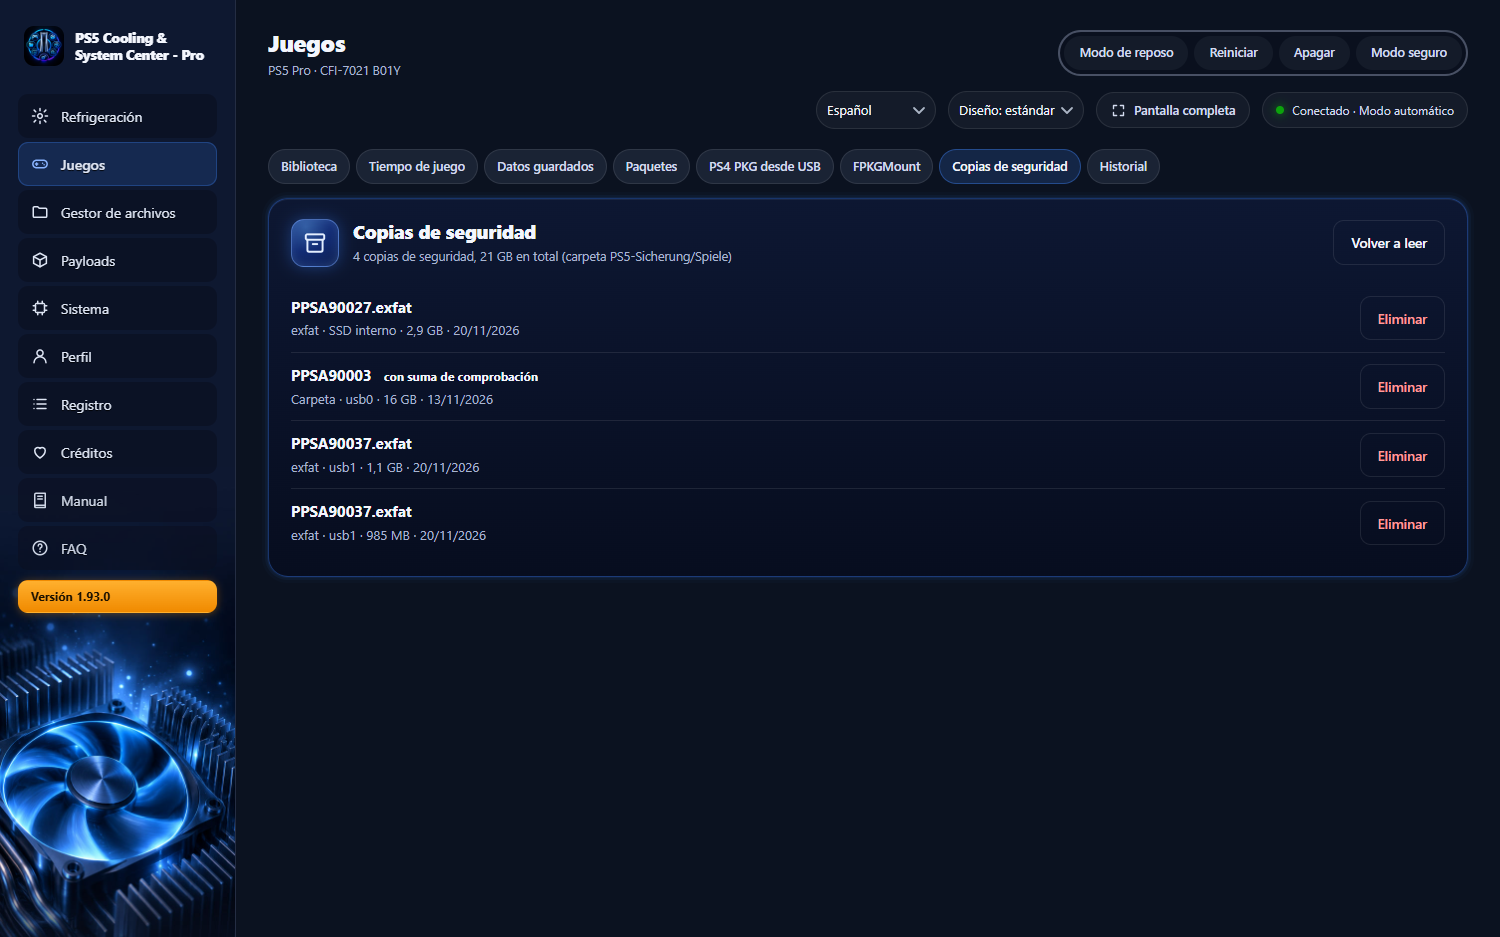 PS5 Cooling &
System Center - Pro
Refrigeración
Juegos
Gestor de archivos
Payloads
Sistema
Perfil
Registro
Créditos
Manual
FAQ
Versión 1.93.0
Juegos
PS5 Pro · CFI-7021 B01Y
Modo de reposo
Reiniciar
Apagar
Modo seguro
Español
Diseño: estándar
Pantalla completa
Conectado · Modo automático
Biblioteca
Tiempo de juego
Datos guardados
Paquetes
PS4 PKG desde USB
FPKGMount
Copias de seguridad
Historial
Copias de seguridad
4 copias de seguridad, 21 GB en total (carpeta PS5-Sicherung/Spiele)
Volver a leer
PPSA90027.exfat
exfat · SSD interno · 2,9 GB · 20/11/2026
Eliminar
PPSA90003 con suma de comprobación
Carpeta · usb0 · 16 GB · 13/11/2026
Eliminar
PPSA90037.exfat
exfat · usb1 · 1,1 GB · 20/11/2026
Eliminar
PPSA90037.exfat
exfat · usb1 · 985 MB · 20/11/2026
Eliminar